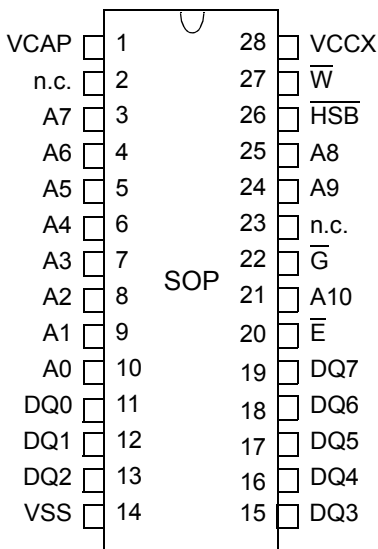 VCAP 1 28 VCCX
n.c. 2 27 W̅
A7 3 26 H̅S̅B̅
A6 4 25 A8
A5 5 24 A9
A4 6 23 n.c.
A3 7 22 G̅
A2 8 SOP 21 A10
A1 9 20 E̅
A0 10 19 DQ7
DQ0 11 18 DQ6
DQ1 12 17 DQ5
DQ2 13 16 DQ4
VSS 14 15 DQ3